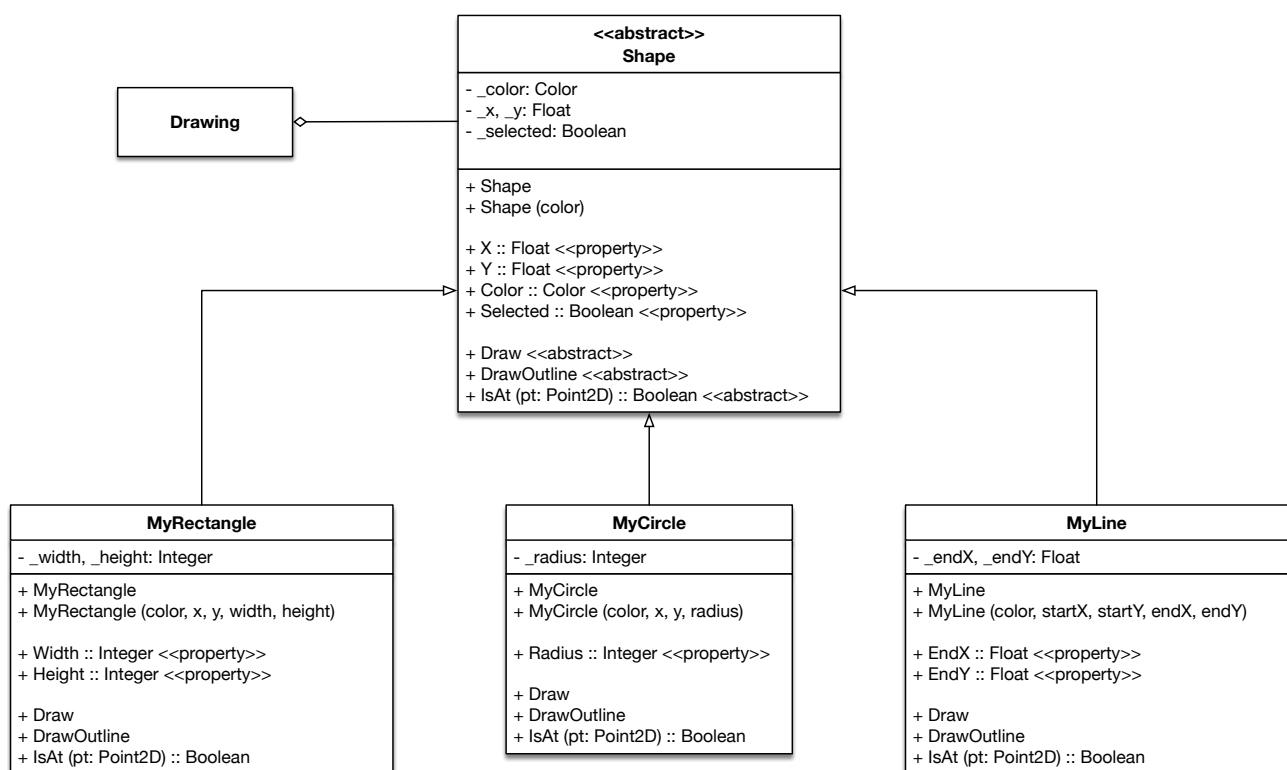 <<abstract>>
Shape
- _color: Color
- _x, _y: Float
- _selected: Boolean
+ Shape
+ Shape (color)
+ X :: Float <<property>>
+ Y :: Float <<property>>
+ Color :: Color <<property>>
+ Selected :: Boolean <<property>>
+ Draw <<abstract>>
+ DrawOutline <<abstract>>
+ IsAt (pt: Point2D) :: Boolean <<abstract>>
Drawing
MyRectangle
- _width, _height: Integer
+ MyRectangle
+ MyRectangle (color, x, y, width, height)
+ Width :: Integer <<property>>
+ Height :: Integer <<property>>
+ Draw
+ DrawOutline
+ IsAt (pt: Point2D) :: Boolean
MyCircle
- _radius: Integer
+ MyCircle
+ MyCircle (color, x, y, radius)
+ Radius :: Integer <<property>>
+ Draw
+ DrawOutline
+ IsAt (pt: Point2D) :: Boolean
MyLine
- _endX, _endY: Float
+ MyLine
+ MyLine (color, startX, startY, endX, endY)
+ EndX :: Float <<property>>
+ EndY :: Float <<property>>
+ Draw
+ DrawOutline
+ IsAt (pt: Point2D) :: Boolean